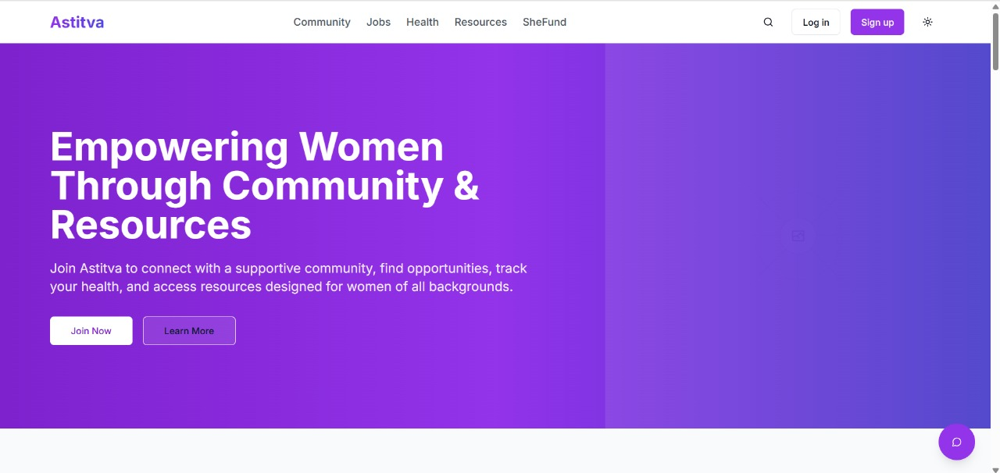 Astitva
Community Jobs Health Resources SheFund
Log in
Sign up
Empowering Women
Through Community &
Resources
Join Astitva to connect with a supportive community, find opportunities, track
your health, and access resources designed for women of all backgrounds.
Join Now
Learn More